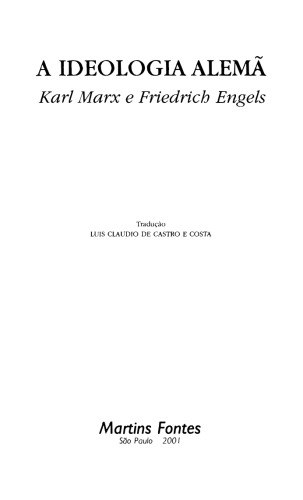 A IDEOLOGIA ALEMÃ
Karl Marx e Friedrich Engels
Tradução
LUIS CLAUDIO DE CASTRO E COSTA
Martins Fontes
São Paulo 2001